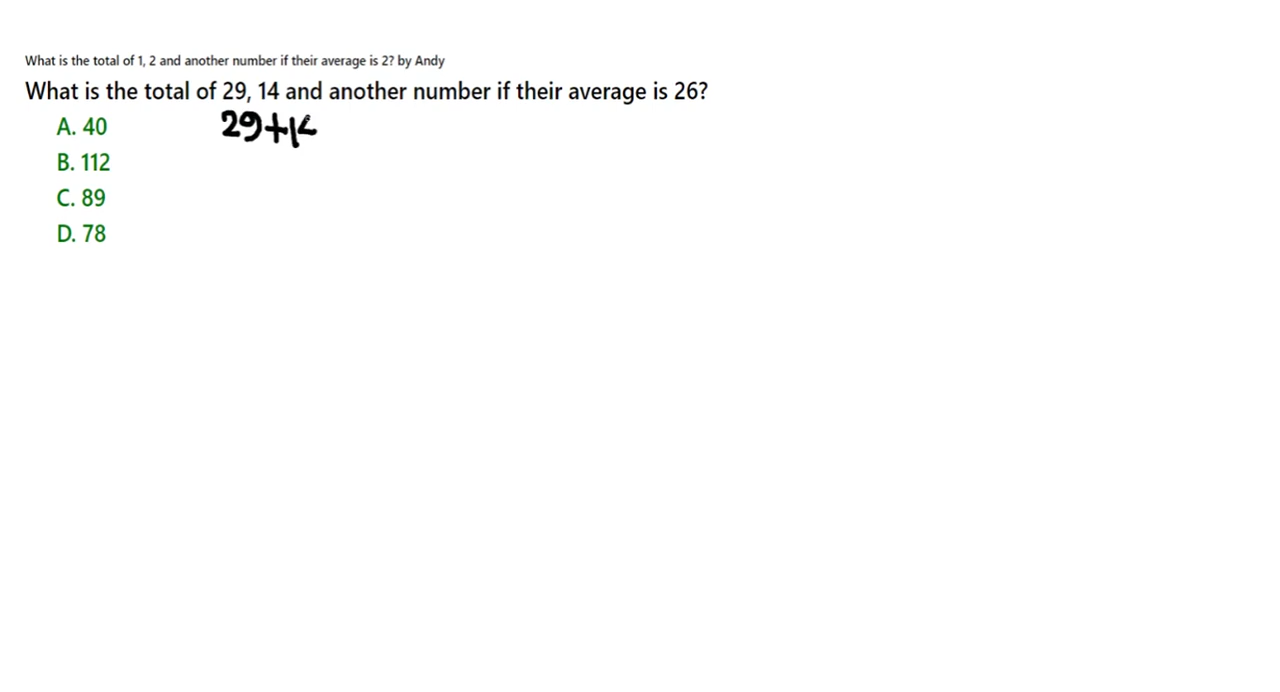 What is the total of 1, 2 and another number if their average is 2? by Andy
What is the total of 29, 14 and another number if their average is 26?
A. 40
29+14
B. 112
C. 89
D. 78